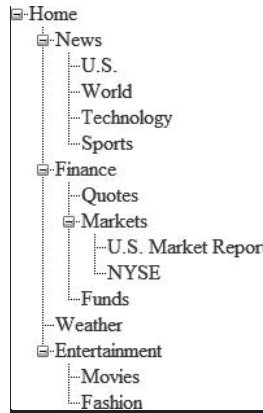 Home
News
U.S.
World
Technology
Sports
Finance
Quotes
Markets
U.S. Market Repor
NYSE
Funds
Weather
Entertainment
Movies
Fashion